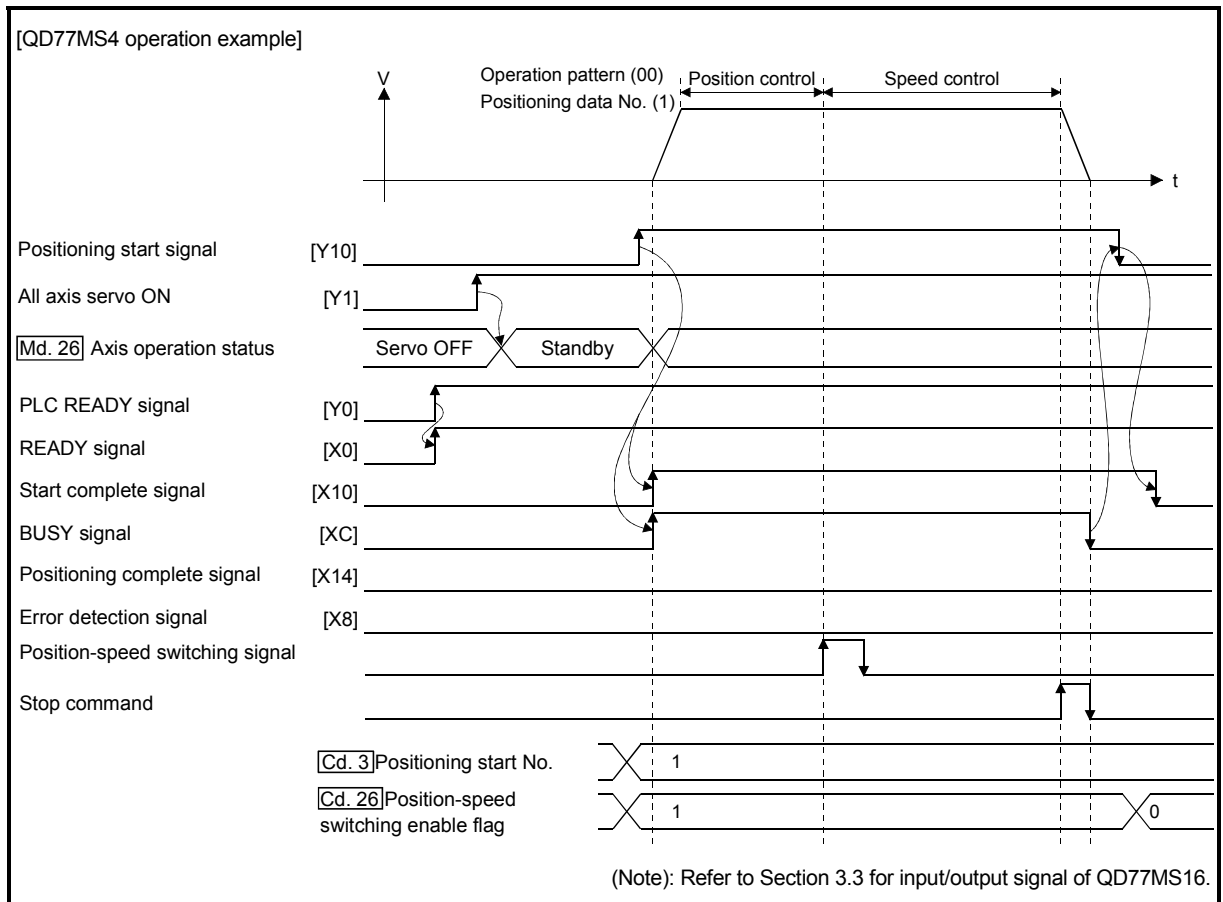 [QD77MS4 operation example]
V
Operation pattern (00)
Positioning data No. (1)
Position control
Speed control
t
Positioning start signal [Y10]
All axis servo ON [Y1]
Md. 26 Axis operation status
Servo OFF
Standby
PLC READY signal [Y0]
READY signal [X0]
Start complete signal [X10]
BUSY signal [XC]
Positioning complete signal [X14]
Error detection signal [X8]
Position-speed switching signal
Stop command
Cd. 3 Positioning start No.
1
Cd. 26 Position-speed
switching enable flag
1
0
(Note): Refer to Section 3.3 for input/output signal of QD77MS16.